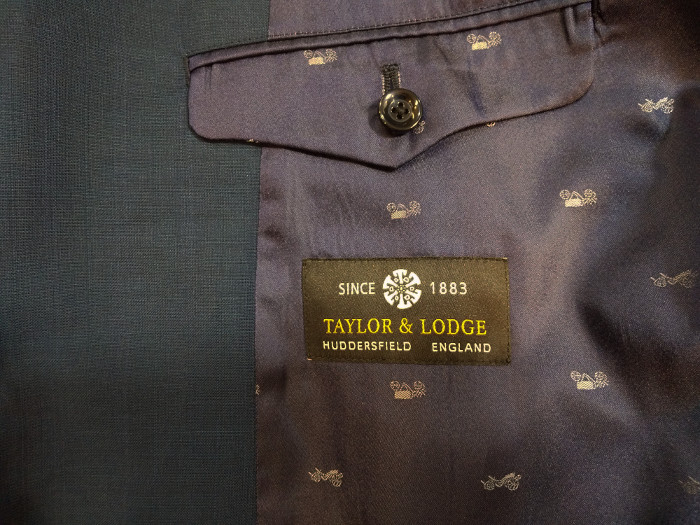 SINCE 1883
TAYLOR & LODGE
HUDDERSFIELD ENGLAND